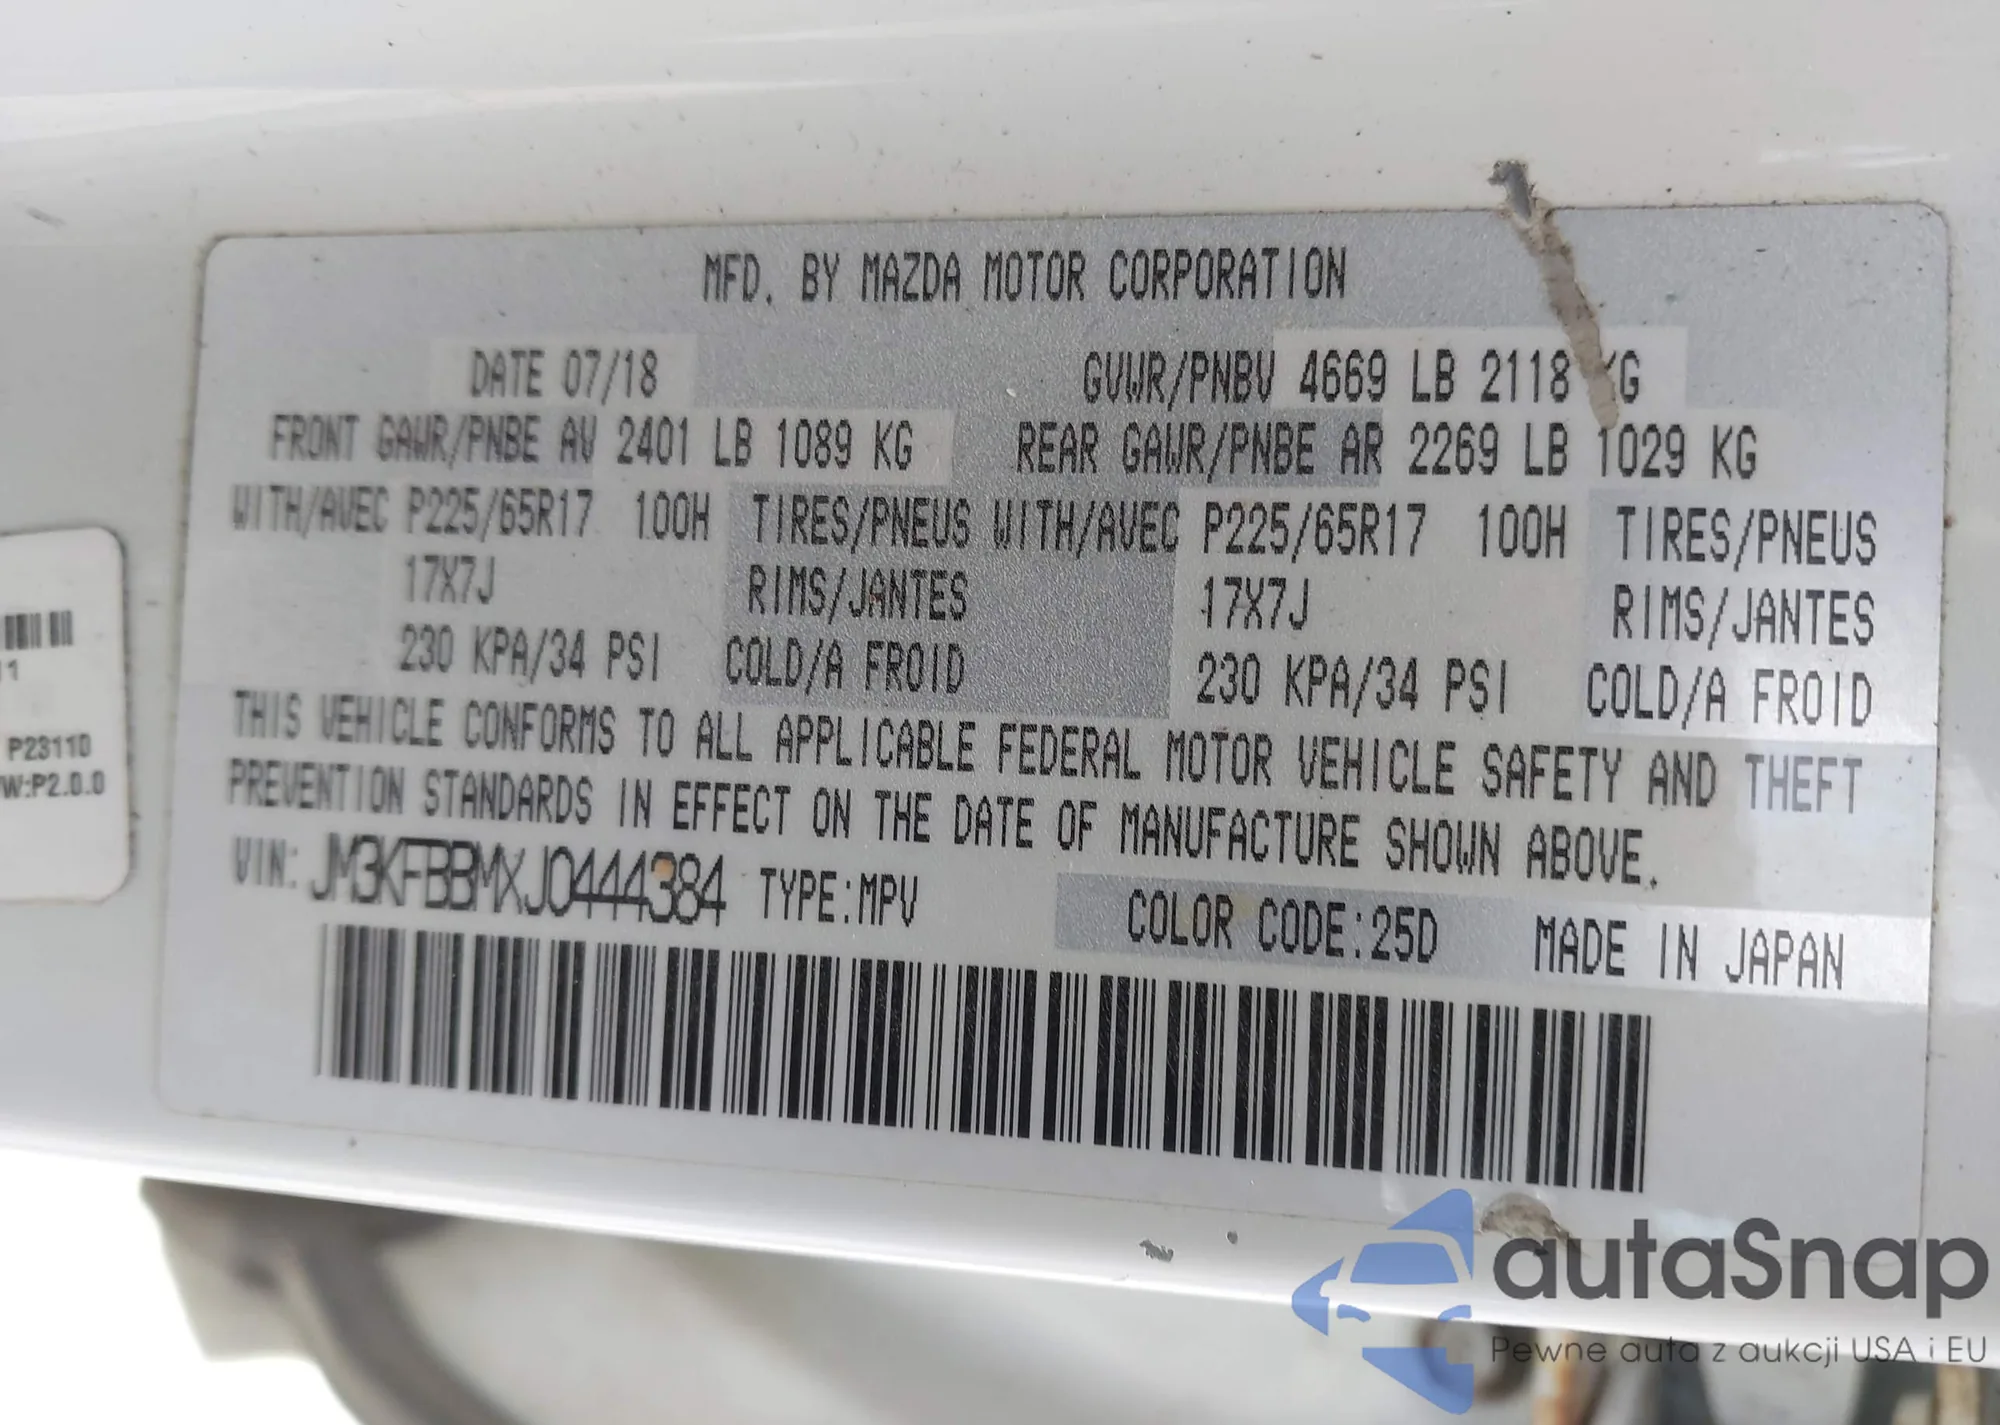 MFD. BY MAZDA MOTOR CORPORATION
DATE 07/18 GVWR/PNBV 4669 LB 2118 KG
FRONT GAWR/PNBE AV 2401 LB 1089 KG REAR GAWR/PNBE AR 2269 LB 1029 KG
WITH/AVEC P225/65R17 100H TIRES/PNEUS WITH/AVEC P225/65R17 100H TIRES/PNEUS
17X7J RIMS/JANTES 17X7J RIMS/JANTES
230 KPA/34 PSI COLD/A FROID 230 KPA/34 PSI COLD/A FROID
THIS VEHICLE CONFORMS TO ALL APPLICABLE FEDERAL MOTOR VEHICLE SAFETY AND THEFT
PREVENTION STANDARDS IN EFFECT ON THE DATE OF MANUFACTURE SHOWN ABOVE.
VIN: JM3KFBBMXJ0444384 TYPE:MPV COLOR CODE:25D MADE IN JAPAN
11
P23110
W:P2.0.0
autaSnap
Pewne auta z aukcji USA i EU